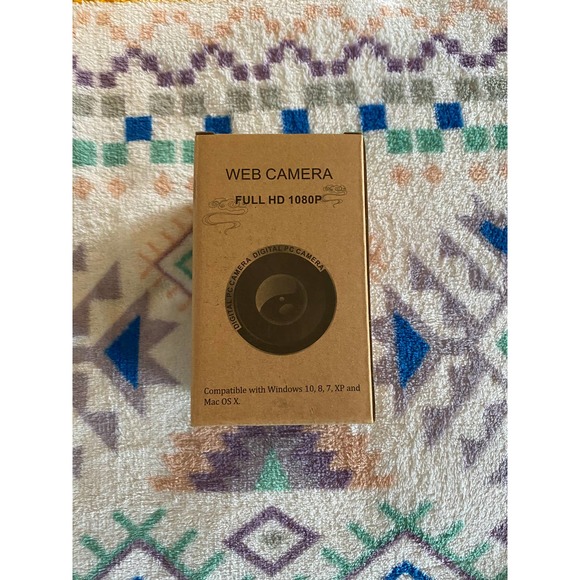 WEB CAMERA
FULL HD 1080P
DIGITAL PC CAMERA DIGITAL PC CAMERA
Compatible with Windows 10, 8, 7, XP and
Mac OS X.